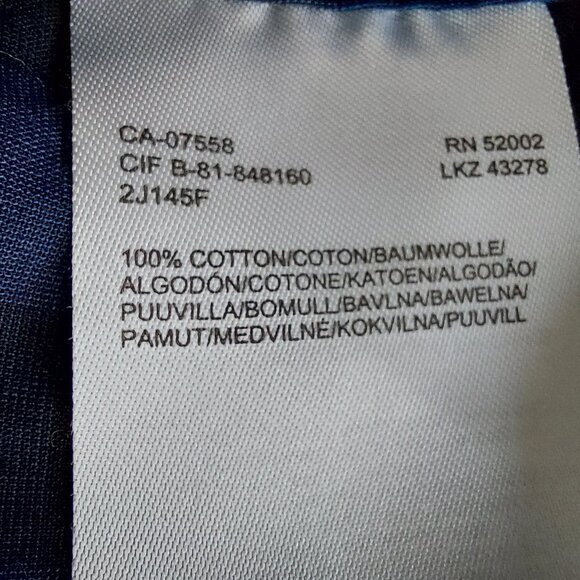 CA-07558
RN 52002
CIF B-81-848160
LKZ 43278
2J145F
100% COTTON/COTON/BAUMWOLLE/
ALGODÓN/COTONE/KATOEN/ALGODÃO/
PUUVILLA/BOMULL/BAVLNA/BAWELNA/
PAMUT/MEDVILNĖ/KOKVILNA/PUUVILL